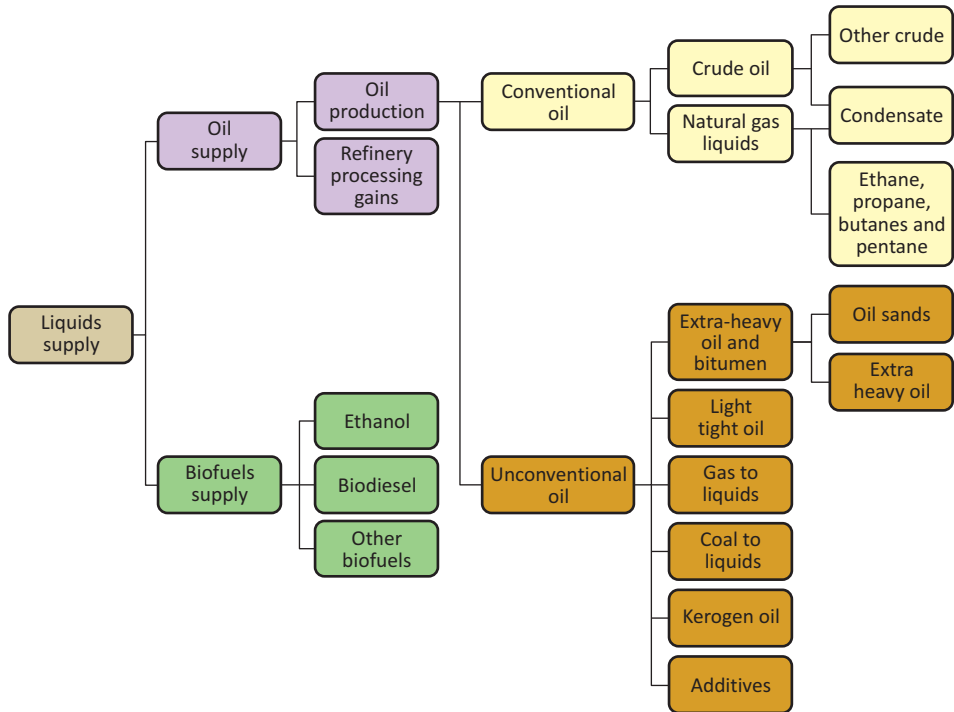 Liquids
supply
Oil
supply
Biofuels
supply
Oil
production
Refinery
processing
gains
Ethanol
Biodiesel
Other
biofuels
Conventional
oil
Unconventional
oil
Crude oil
Natural gas
liquids
Other crude
Condensate
Ethane,
propane,
butanes and
pentane
Extra-heavy
oil and
bitumen
Light
tight oil
Gas to
liquids
Coal to
liquids
Kerogen oil
Additives
Oil sands
Extra
heavy oil